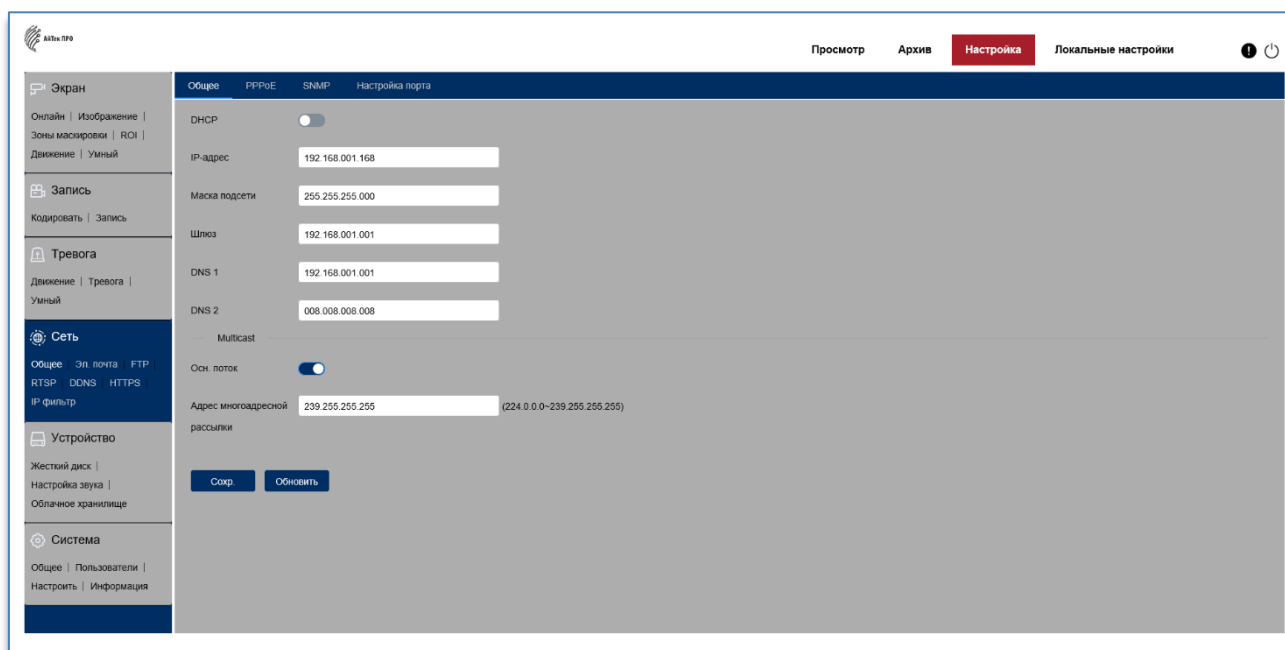 АйТек ПРО
Просмотр Архив Настройка Локальные настройки
Экран
Онлайн | Изображение |
Зоны маскировки | ROI |
Движение | Умный
Запись
Кодировать | Запись
Тревога
Движение | Тревога |
Умный
Сеть
Общее | Эл. почта | FTP |
RTSP | DDNS | HTTPS |
IP фильтр
Устройство
Жесткий диск |
Настройка звука |
Облачное хранилище
Система
Общее | Пользователи |
Настроить | Информация
Общее PPPoE SNMP Настройка порта
DHCP
IP-адрес 192.168.001.168
Маска подсети 255.255.255.000
Шлюз 192.168.001.001
DNS 1 192.168.001.001
DNS 2 008.008.008.008
Multicast
Осн. поток
Адрес многоадресной 239.255.255.255 (224.0.0.0~239.255.255.255)
рассылки
Сохр. Обновить